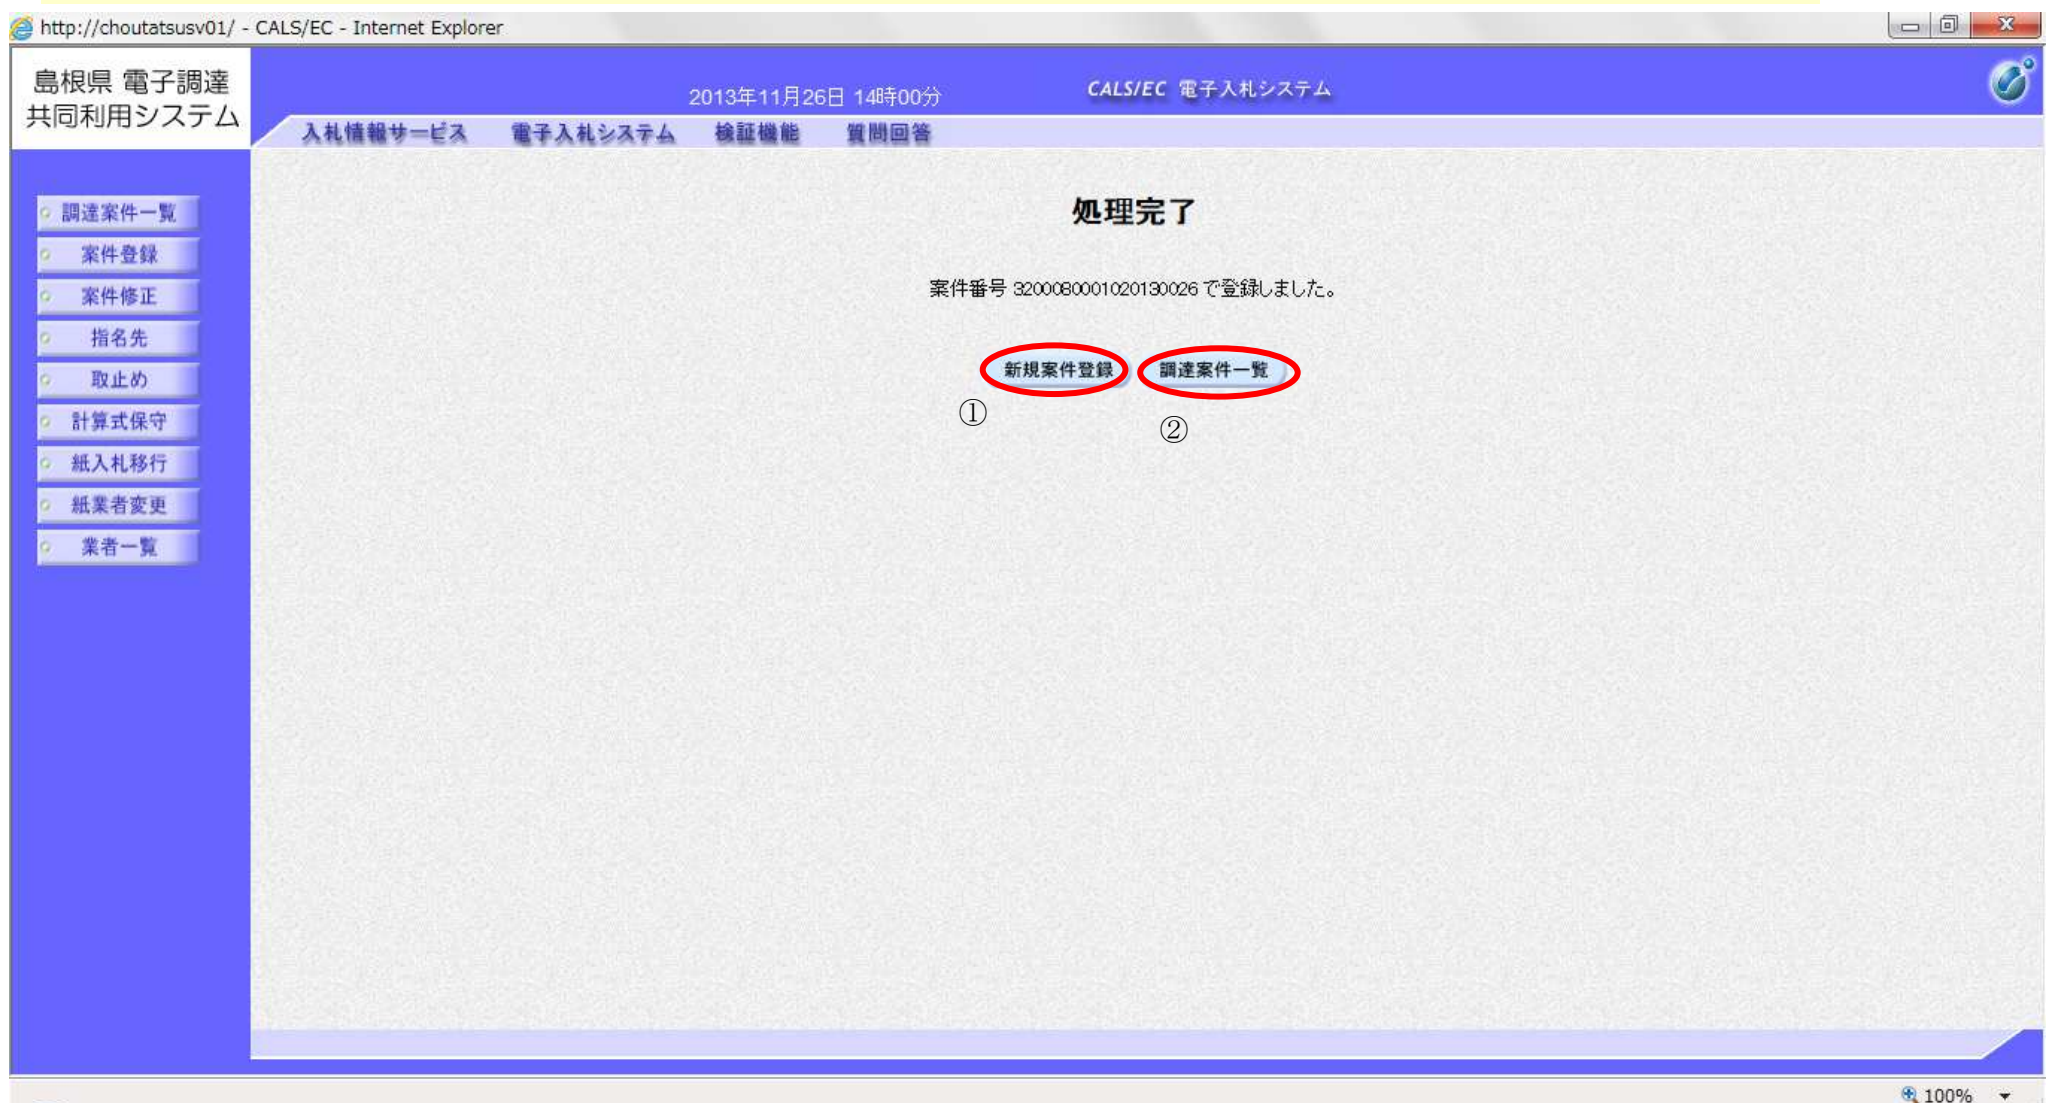 http://choutatsusv01/ - CALS/EC - Internet Explorer
島根県 電子調達
共同利用システム
2013年11月26日 14時00分
CALS/EC 電子入札システム
入札情報サービス 電子入札システム 検証機能 質問回答
調達案件一覧
案件登録
案件修正
指名先
取止め
計算式保守
紙入札移行
紙業者変更
業者一覧
処理完了
案件番号 3200080001020130026 で登録しました。
新規案件登録 調達案件一覧
① ②
100%